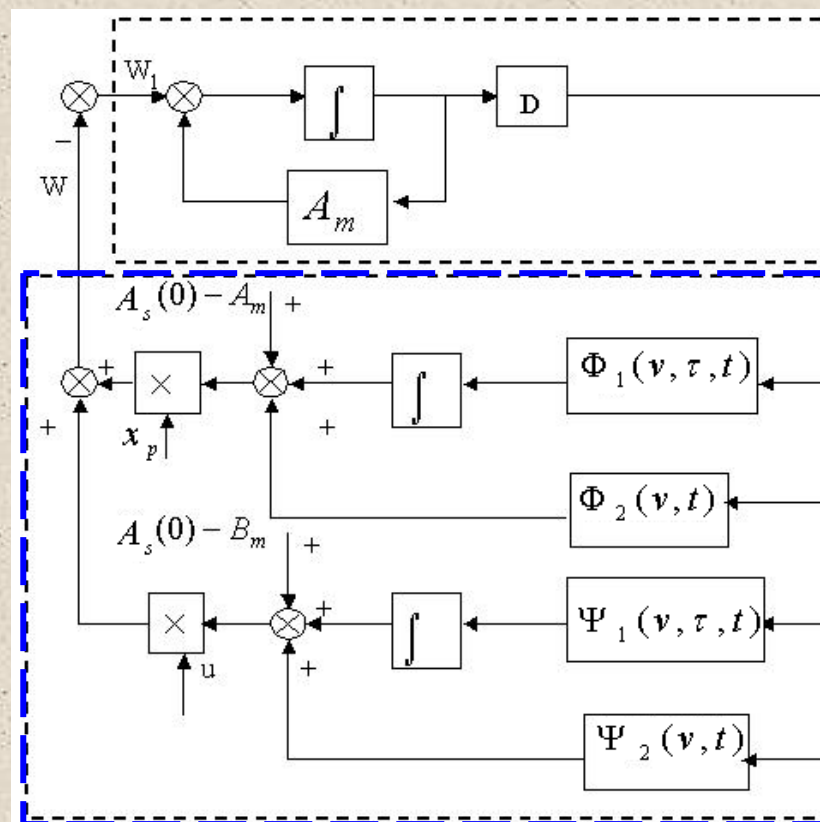 W₁
∫
D
−
W
Aₘ
Aₛ(0) − Aₘ
+
+
×
+
+
∫
Φ₁(v, τ, t)
+
xₚ
Φ₂(v, t)
Aₛ(0) − Bₘ
+
×
+
∫
Ψ₁(v, τ, t)
u
+
Ψ₂(v, t)